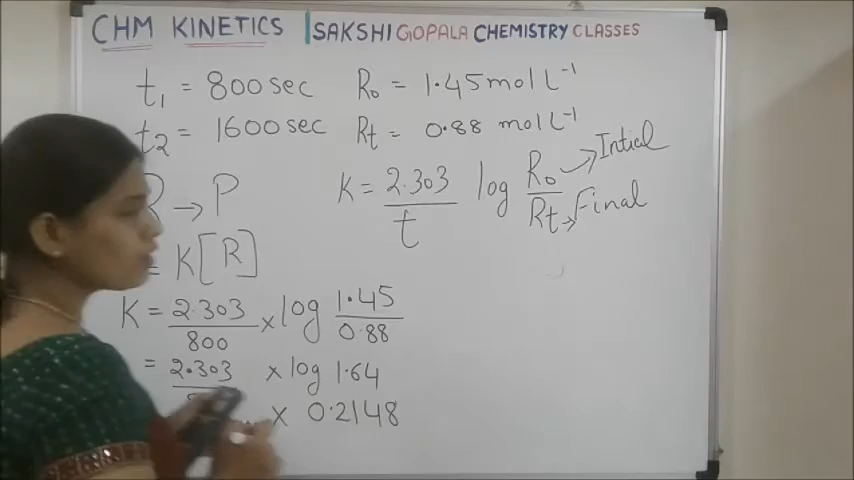 CHM KINETICS | SAKSHI GOPALA CHEMISTRY CLASSES
t₁ = 800 sec R₀ = 1.45 mol L⁻¹
t₂ = 1600 sec Rt = 0.88 mol L⁻¹
R → P
K = 2.303/t log R₀/Rt → Intial → Final
= K[R]
K = 2.303/800 × log 1.45/0.88
= 2.303 × log 1.64
× 0.2148